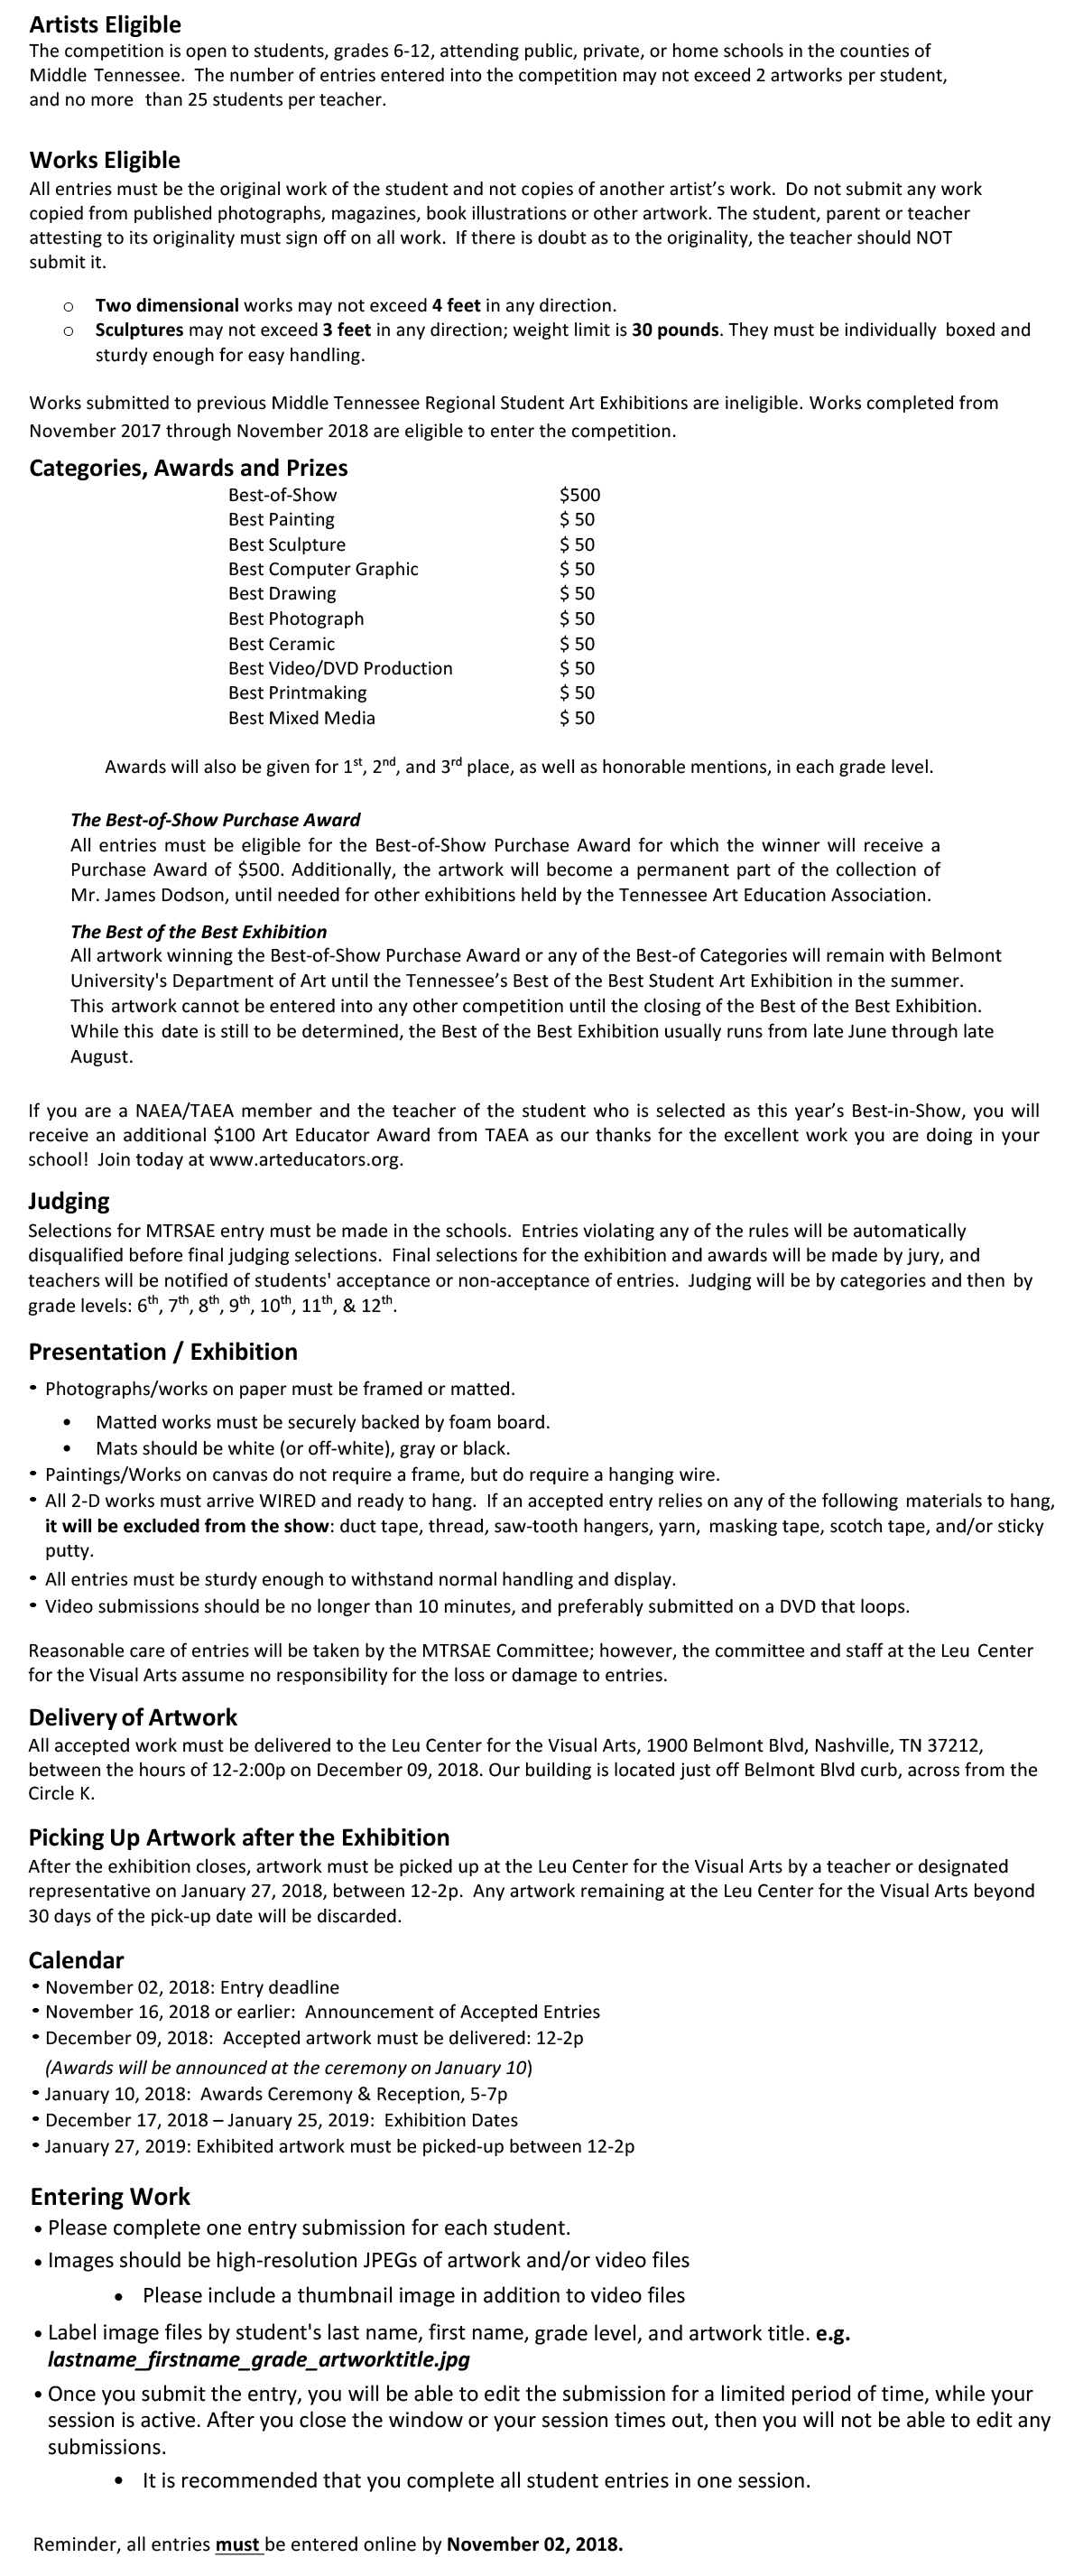 Artists Eligible
The competition is open to students, grades 6-12, attending public, private, or home schools in the counties of
Middle Tennessee.  The number of entries entered into the competition may not exceed 2 artworks per student,
and no more  than 25 students per teacher.
Works Eligible
All entries must be the original work of the student and not copies of another artist’s work.  Do not submit any work
copied from published photographs, magazines, book illustrations or other artwork. The student, parent or teacher
attesting to its originality must sign off on all work.  If there is doubt as to the originality, the teacher should NOT
submit it.
o Two dimensional works may not exceed 4 feet in any direction.
o Sculptures may not exceed 3 feet in any direction; weight limit is 30 pounds. They must be individually  boxed and
sturdy enough for easy handling.
Works submitted to previous Middle Tennessee Regional Student Art Exhibitions are ineligible. Works completed from
November 2017 through November 2018 are eligible to enter the competition.
Categories, Awards and Prizes
Best-of-Show $500
Best Painting $ 50
Best Sculpture $ 50
Best Computer Graphic $ 50
Best Drawing $ 50
Best Photograph $ 50
Best Ceramic $ 50
Best Video/DVD Production $ 50
Best Printmaking $ 50
Best Mixed Media $ 50
Awards will also be given for 1st, 2nd, and 3rd place, as well as honorable mentions, in each grade level.
The Best-of-Show Purchase Award
All entries must be eligible for the Best-of-Show Purchase Award for which the winner will receive a
Purchase Award of $500. Additionally, the artwork will become a permanent part of the collection of
Mr. James Dodson, until needed for other exhibitions held by the Tennessee Art Education Association.
The Best of the Best Exhibition
All artwork winning the Best-of-Show Purchase Award or any of the Best-of Categories will remain with Belmont
University's Department of Art until the Tennessee’s Best of the Best Student Art Exhibition in the summer.
This artwork cannot be entered into any other competition until the closing of the Best of the Best Exhibition.
While this date is still to be determined, the Best of the Best Exhibition usually runs from late June through late
August.
If you are a NAEA/TAEA member and the teacher of the student who is selected as this year’s Best-in-Show, you will
receive an additional $100 Art Educator Award from TAEA as our thanks for the excellent work you are doing in your
school!  Join today at www.arteducators.org.
Judging
Selections for MTRSAE entry must be made in the schools.  Entries violating any of the rules will be automatically
disqualified before final judging selections.  Final selections for the exhibition and awards will be made by jury, and
teachers will be notified of students' acceptance or non-acceptance of entries.  Judging will be by categories and then by
grade levels: 6th, 7th, 8th, 9th, 10th, 11th, & 12th.
Presentation / Exhibition
• Photographs/works on paper must be framed or matted.
• Matted works must be securely backed by foam board.
• Mats should be white (or off-white), gray or black.
• Paintings/Works on canvas do not require a frame, but do require a hanging wire.
• All 2-D works must arrive WIRED and ready to hang.  If an accepted entry relies on any of the following materials to hang,
it will be excluded from the show: duct tape, thread, saw-tooth hangers, yarn, masking tape, scotch tape, and/or sticky
putty.
• All entries must be sturdy enough to withstand normal handling and display.
• Video submissions should be no longer than 10 minutes, and preferably submitted on a DVD that loops.
Reasonable care of entries will be taken by the MTRSAE Committee; however, the committee and staff at the Leu Center
for the Visual Arts assume no responsibility for the loss or damage to entries.
Delivery of Artwork
All accepted work must be delivered to the Leu Center for the Visual Arts, 1900 Belmont Blvd, Nashville, TN 37212,
between the hours of 12-2:00p on December 09, 2018. Our building is located just off Belmont Blvd curb, across from the
Circle K.
Picking Up Artwork after the Exhibition
After the exhibition closes, artwork must be picked up at the Leu Center for the Visual Arts by a teacher or designated
representative on January 27, 2018, between 12-2p.  Any artwork remaining at the Leu Center for the Visual Arts beyond
30 days of the pick-up date will be discarded.
Calendar
• November 02, 2018: Entry deadline
• November 16, 2018 or earlier:  Announcement of Accepted Entries
• December 09, 2018:  Accepted artwork must be delivered: 12-2p
(Awards will be announced at the ceremony on January 10)
• January 10, 2018:  Awards Ceremony & Reception, 5-7p
• December 17, 2018 – January 25, 2019:  Exhibition Dates
• January 27, 2019: Exhibited artwork must be picked-up between 12-2p
Entering Work
• Please complete one entry submission for each student.
• Images should be high-resolution JPEGs of artwork and/or video files
• Please include a thumbnail image in addition to video files
• Label image files by student's last name, first name, grade level, and artwork title. e.g.
lastname_firstname_grade_artworktitle.jpg
• Once you submit the entry, you will be able to edit the submission for a limited period of time, while your
session is active. After you close the window or your session times out, then you will not be able to edit any
submissions.
• It is recommended that you complete all student entries in one session.
Reminder, all entries must be entered online by November 02, 2018.